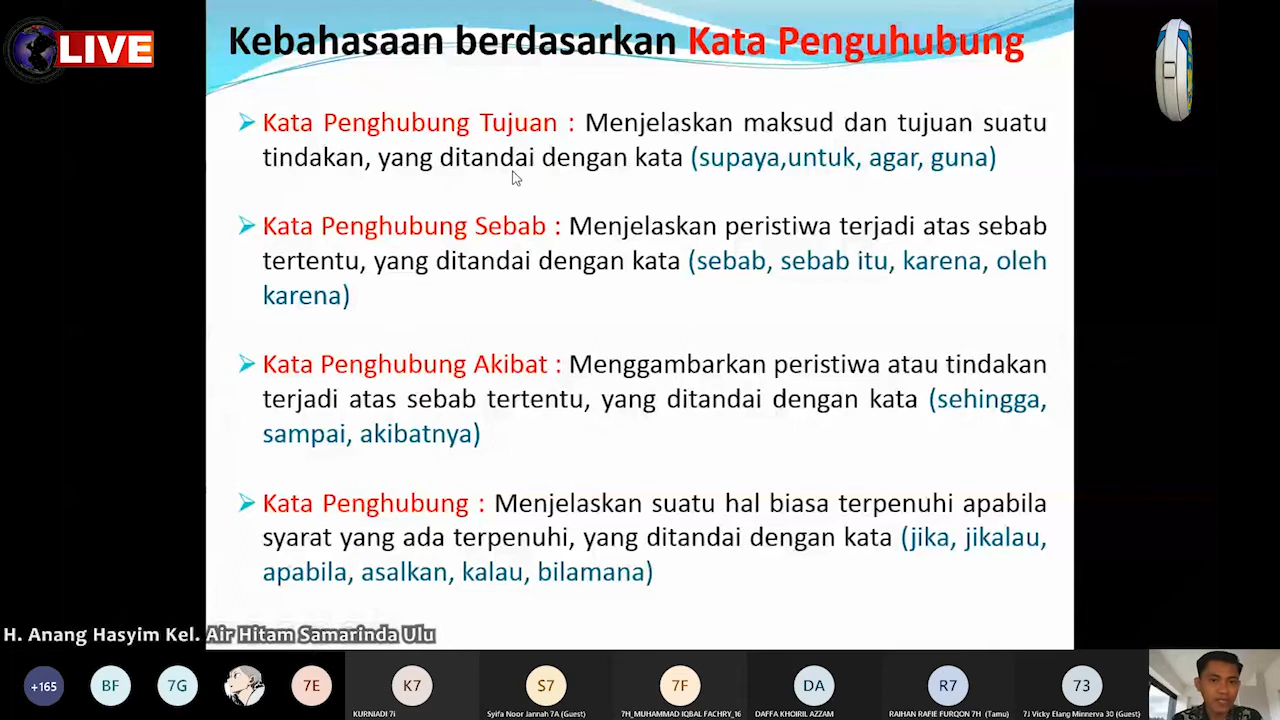 LIVE
Kebahasaan berdasarkan Kata Penguhubung
Kata Penghubung Tujuan : Menjelaskan maksud dan tujuan suatu
tindakan, yang ditandai dengan kata (supaya,untuk, agar, guna)
Kata Penghubung Sebab : Menjelaskan peristiwa terjadi atas sebab
tertentu, yang ditandai dengan kata (sebab, sebab itu, karena, oleh
karena)
Kata Penghubung Akibat : Menggambarkan peristiwa atau tindakan
terjadi atas sebab tertentu, yang ditandai dengan kata (sehingga,
sampai, akibatnya)
Kata Penghubung : Menjelaskan suatu hal biasa terpenuhi apabila
syarat yang ada terpenuhi, yang ditandai dengan kata (jika, jikalau,
apabila, asalkan, kalau, bilamana)
H. Anang Hasyim Kel. Air Hitam Samarinda Ulu
+165 BF 7G 7E K7 S7 7F DA R7 73
KURNIADI 7i Syifa Noor Jannah 7A (Guest) 7H_MUHAMMAD IQBAL FACHRY_16 DAFFA KHOIRIL AZZAM RAIHAN RAFIE FURQON 7H (Tamu) 7J Vicky Elang Minnerva 30 (Guest)